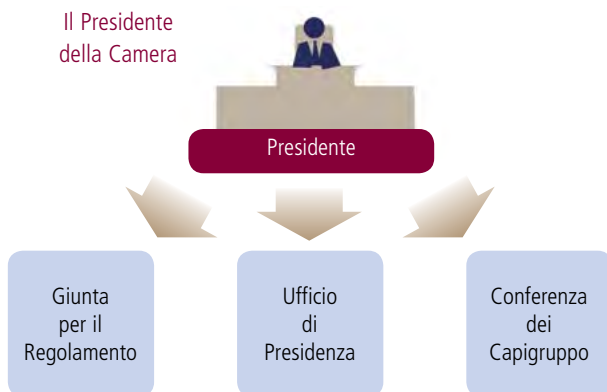 Il Presidente
della Camera
Presidente
Giunta
per il
Regolamento
Ufficio
di
Presidenza
Conferenza
dei
Capigruppo